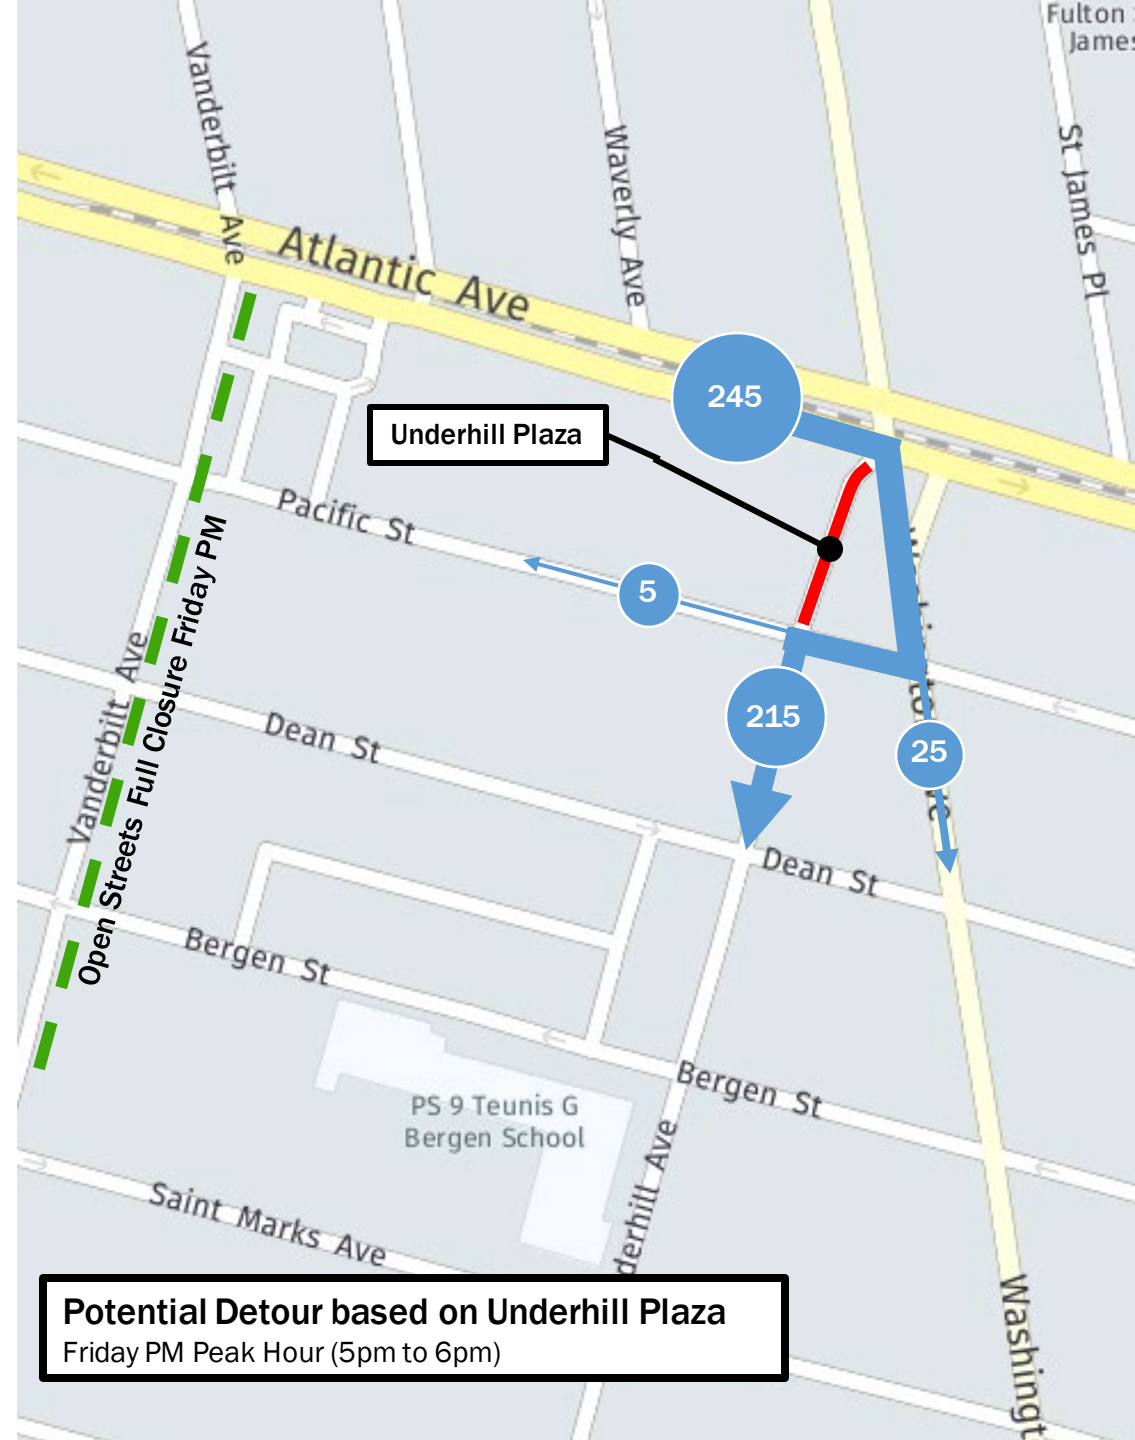 Fulton
James
Vanderbilt Ave
Waverly Ave
St James Pl
Atlantic Ave
245
Underhill Plaza
Pacific St
5
Open Streets Full Closure Friday PM
Vanderbilt Ave
215
25
Dean St
Dean St
Bergen St
Bergen St
PS 9 Teunis G
Bergen School
Saint Marks Ave
Potential Detour based on Underhill Plaza
Friday PM Peak Hour (5pm to 6pm)
derhill Ave
Washingt